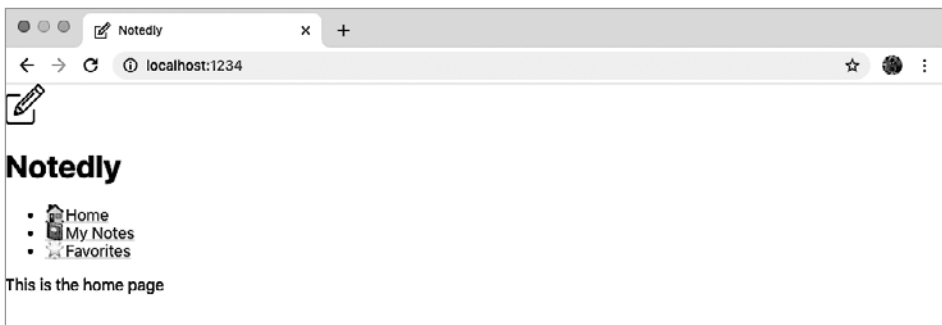 Notedly
localhost:1234
Notedly
Home
My Notes
Favorites
This is the home page